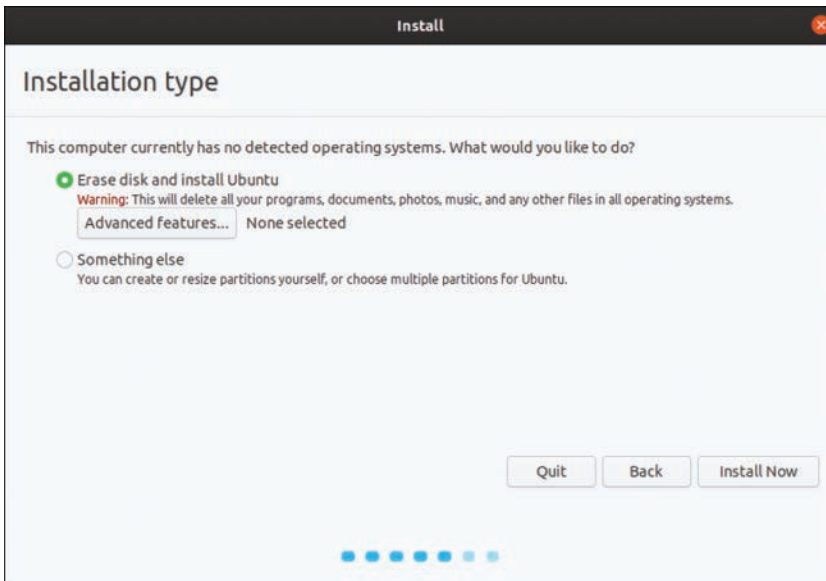 Install
Installation type
This computer currently has no detected operating systems. What would you like to do?
Erase disk and install Ubuntu
Warning: This will delete all your programs, documents, photos, music, and any other files in all operating systems.
Advanced features... None selected
Something else
You can create or resize partitions yourself, or choose multiple partitions for Ubuntu.
Quit Back Install Now